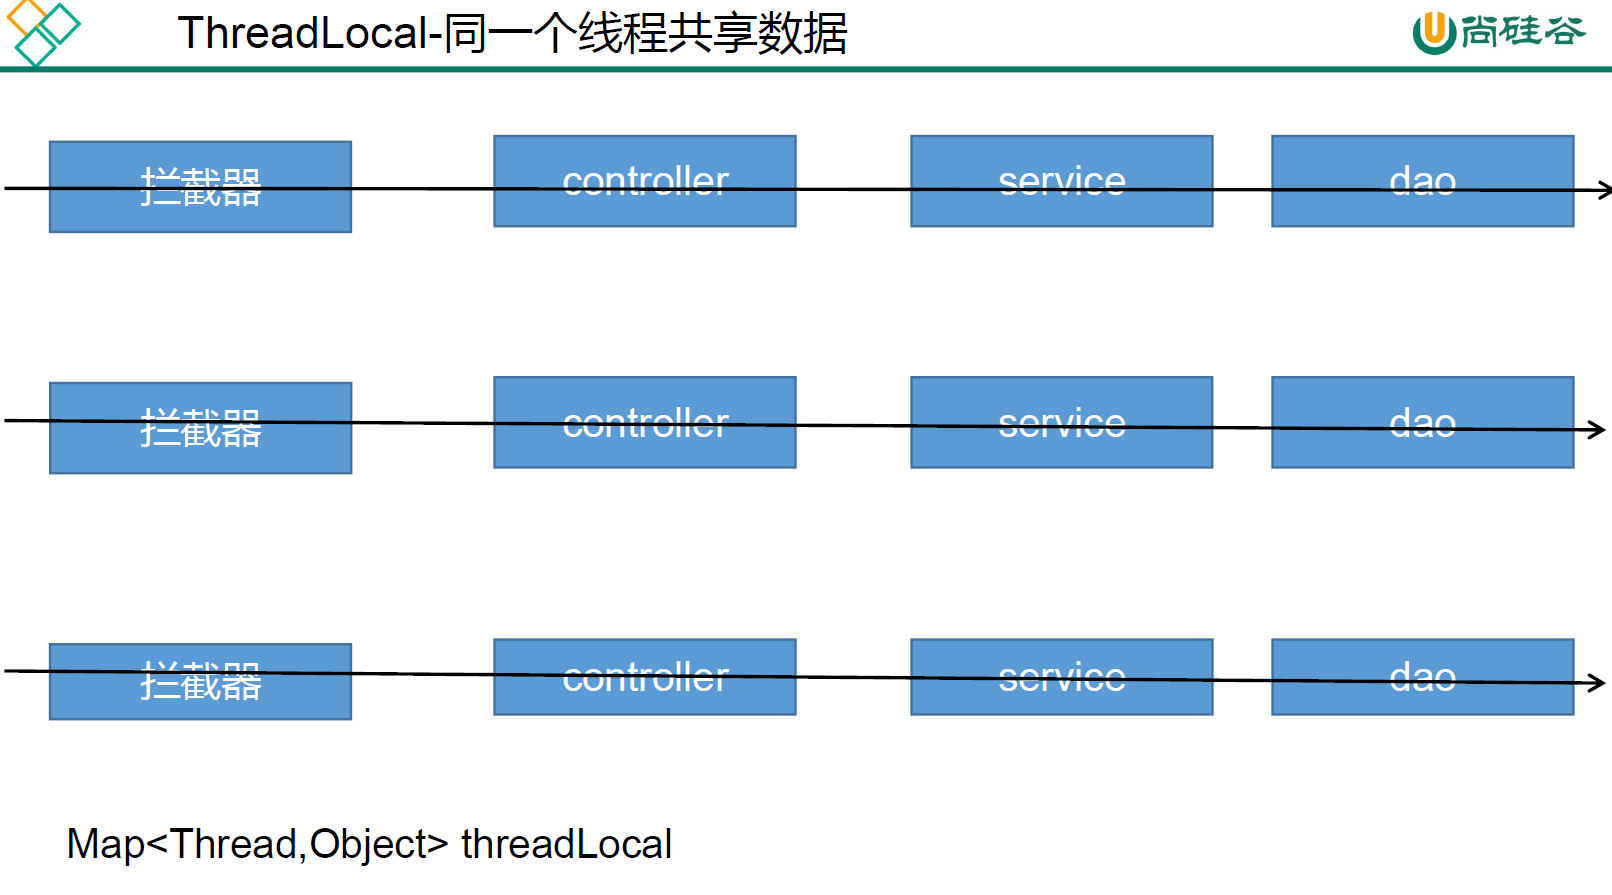 ThreadLocal-同一个线程共享数据
尚硅谷
拦截器 controller service dao
拦截器 controller service dao
拦截器 controller service dao
Map<Thread,Object> threadLocal